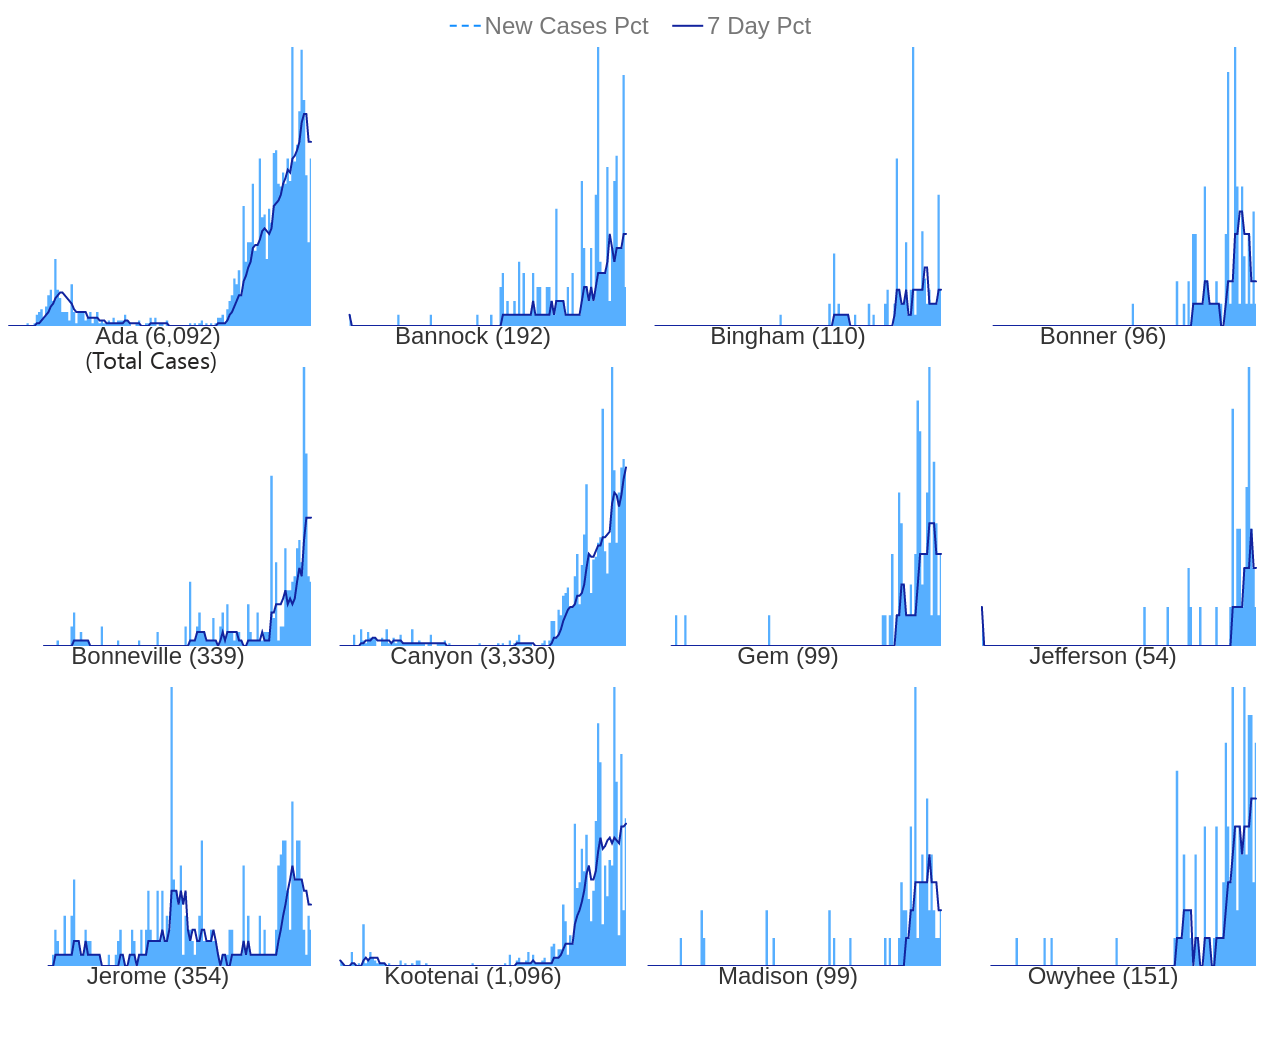 New Cases Pct 7 Day Pct
Ada (6,092) Bannock (192) Bingham (110) Bonner (96)
(Total Cases)
Bonneville (339) Canyon (3,330) Gem (99) Jefferson (54)
Jerome (354) Kootenai (1,096) Madison (99) Owyhee (151)